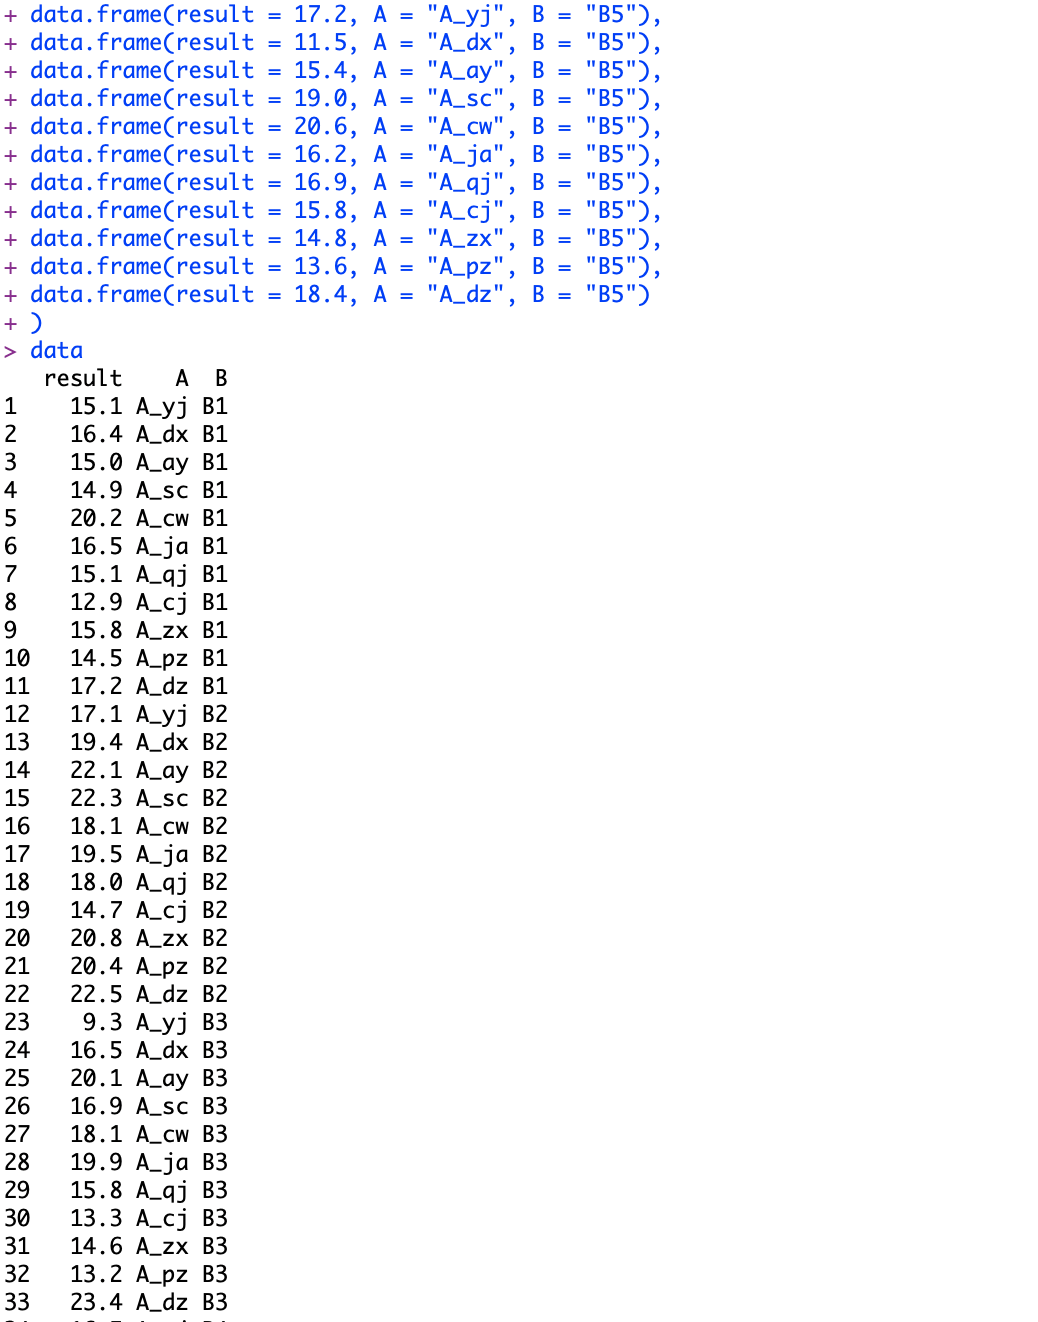 + data.frame(result = 17.2, A = "A_yj", B = "B5"),
+ data.frame(result = 11.5, A = "A_dx", B = "B5"),
+ data.frame(result = 15.4, A = "A_ay", B = "B5"),
+ data.frame(result = 19.0, A = "A_sc", B = "B5"),
+ data.frame(result = 20.6, A = "A_cw", B = "B5"),
+ data.frame(result = 16.2, A = "A_ja", B = "B5"),
+ data.frame(result = 16.9, A = "A_qj", B = "B5"),
+ data.frame(result = 15.8, A = "A_cj", B = "B5"),
+ data.frame(result = 14.8, A = "A_zx", B = "B5"),
+ data.frame(result = 13.6, A = "A_pz", B = "B5"),
+ data.frame(result = 18.4, A = "A_dz", B = "B5")
+ )
> data
   result    A  B
1    15.1 A_yj B1
2    16.4 A_dx B1
3    15.0 A_ay B1
4    14.9 A_sc B1
5    20.2 A_cw B1
6    16.5 A_ja B1
7    15.1 A_qj B1
8    12.9 A_cj B1
9    15.8 A_zx B1
10   14.5 A_pz B1
11   17.2 A_dz B1
12   17.1 A_yj B2
13   19.4 A_dx B2
14   22.1 A_ay B2
15   22.3 A_sc B2
16   18.1 A_cw B2
17   19.5 A_ja B2
18   18.0 A_qj B2
19   14.7 A_cj B2
20   20.8 A_zx B2
21   20.4 A_pz B2
22   22.5 A_dz B2
23    9.3 A_yj B3
24   16.5 A_dx B3
25   20.1 A_ay B3
26   16.9 A_sc B3
27   18.1 A_cw B3
28   19.9 A_ja B3
29   15.8 A_qj B3
30   13.3 A_cj B3
31   14.6 A_zx B3
32   13.2 A_pz B3
33   23.4 A_dz B3